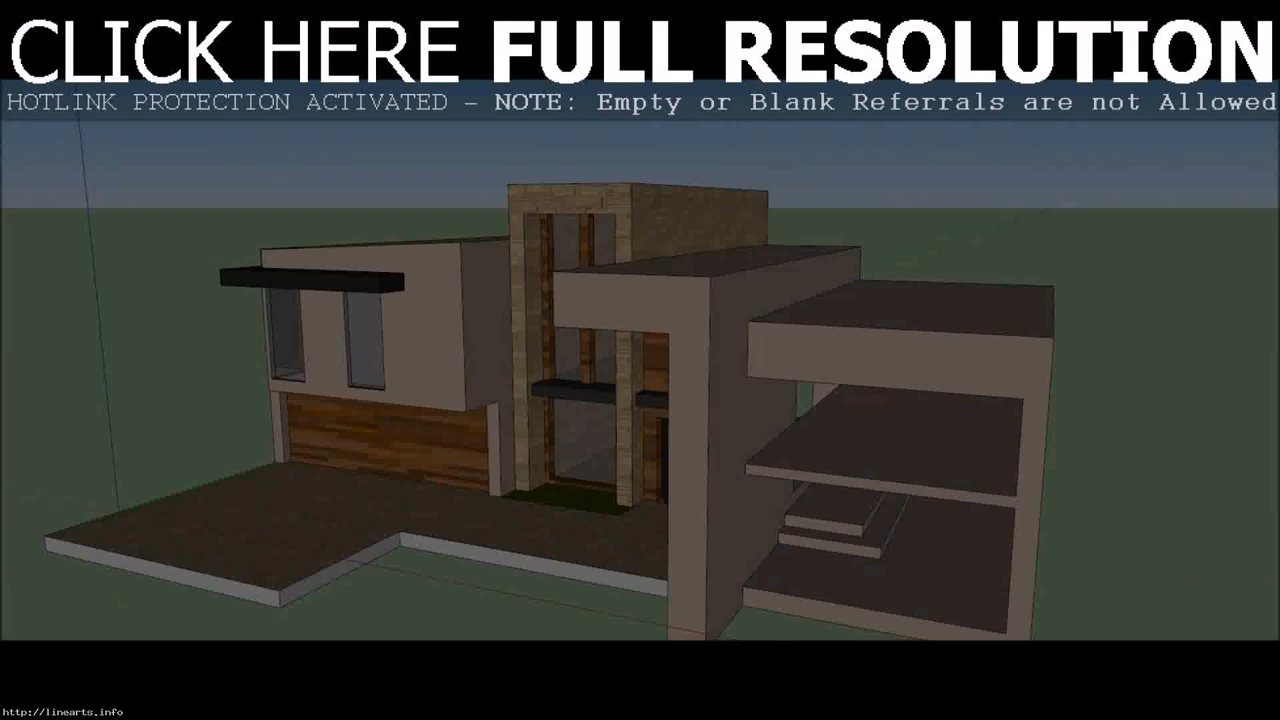 CLICK HERE FULL RESOLUTION
HOTLINK PROTECTION ACTIVATED – NOTE: Empty or Blank Referrals are not Allowed
http://linearts.info